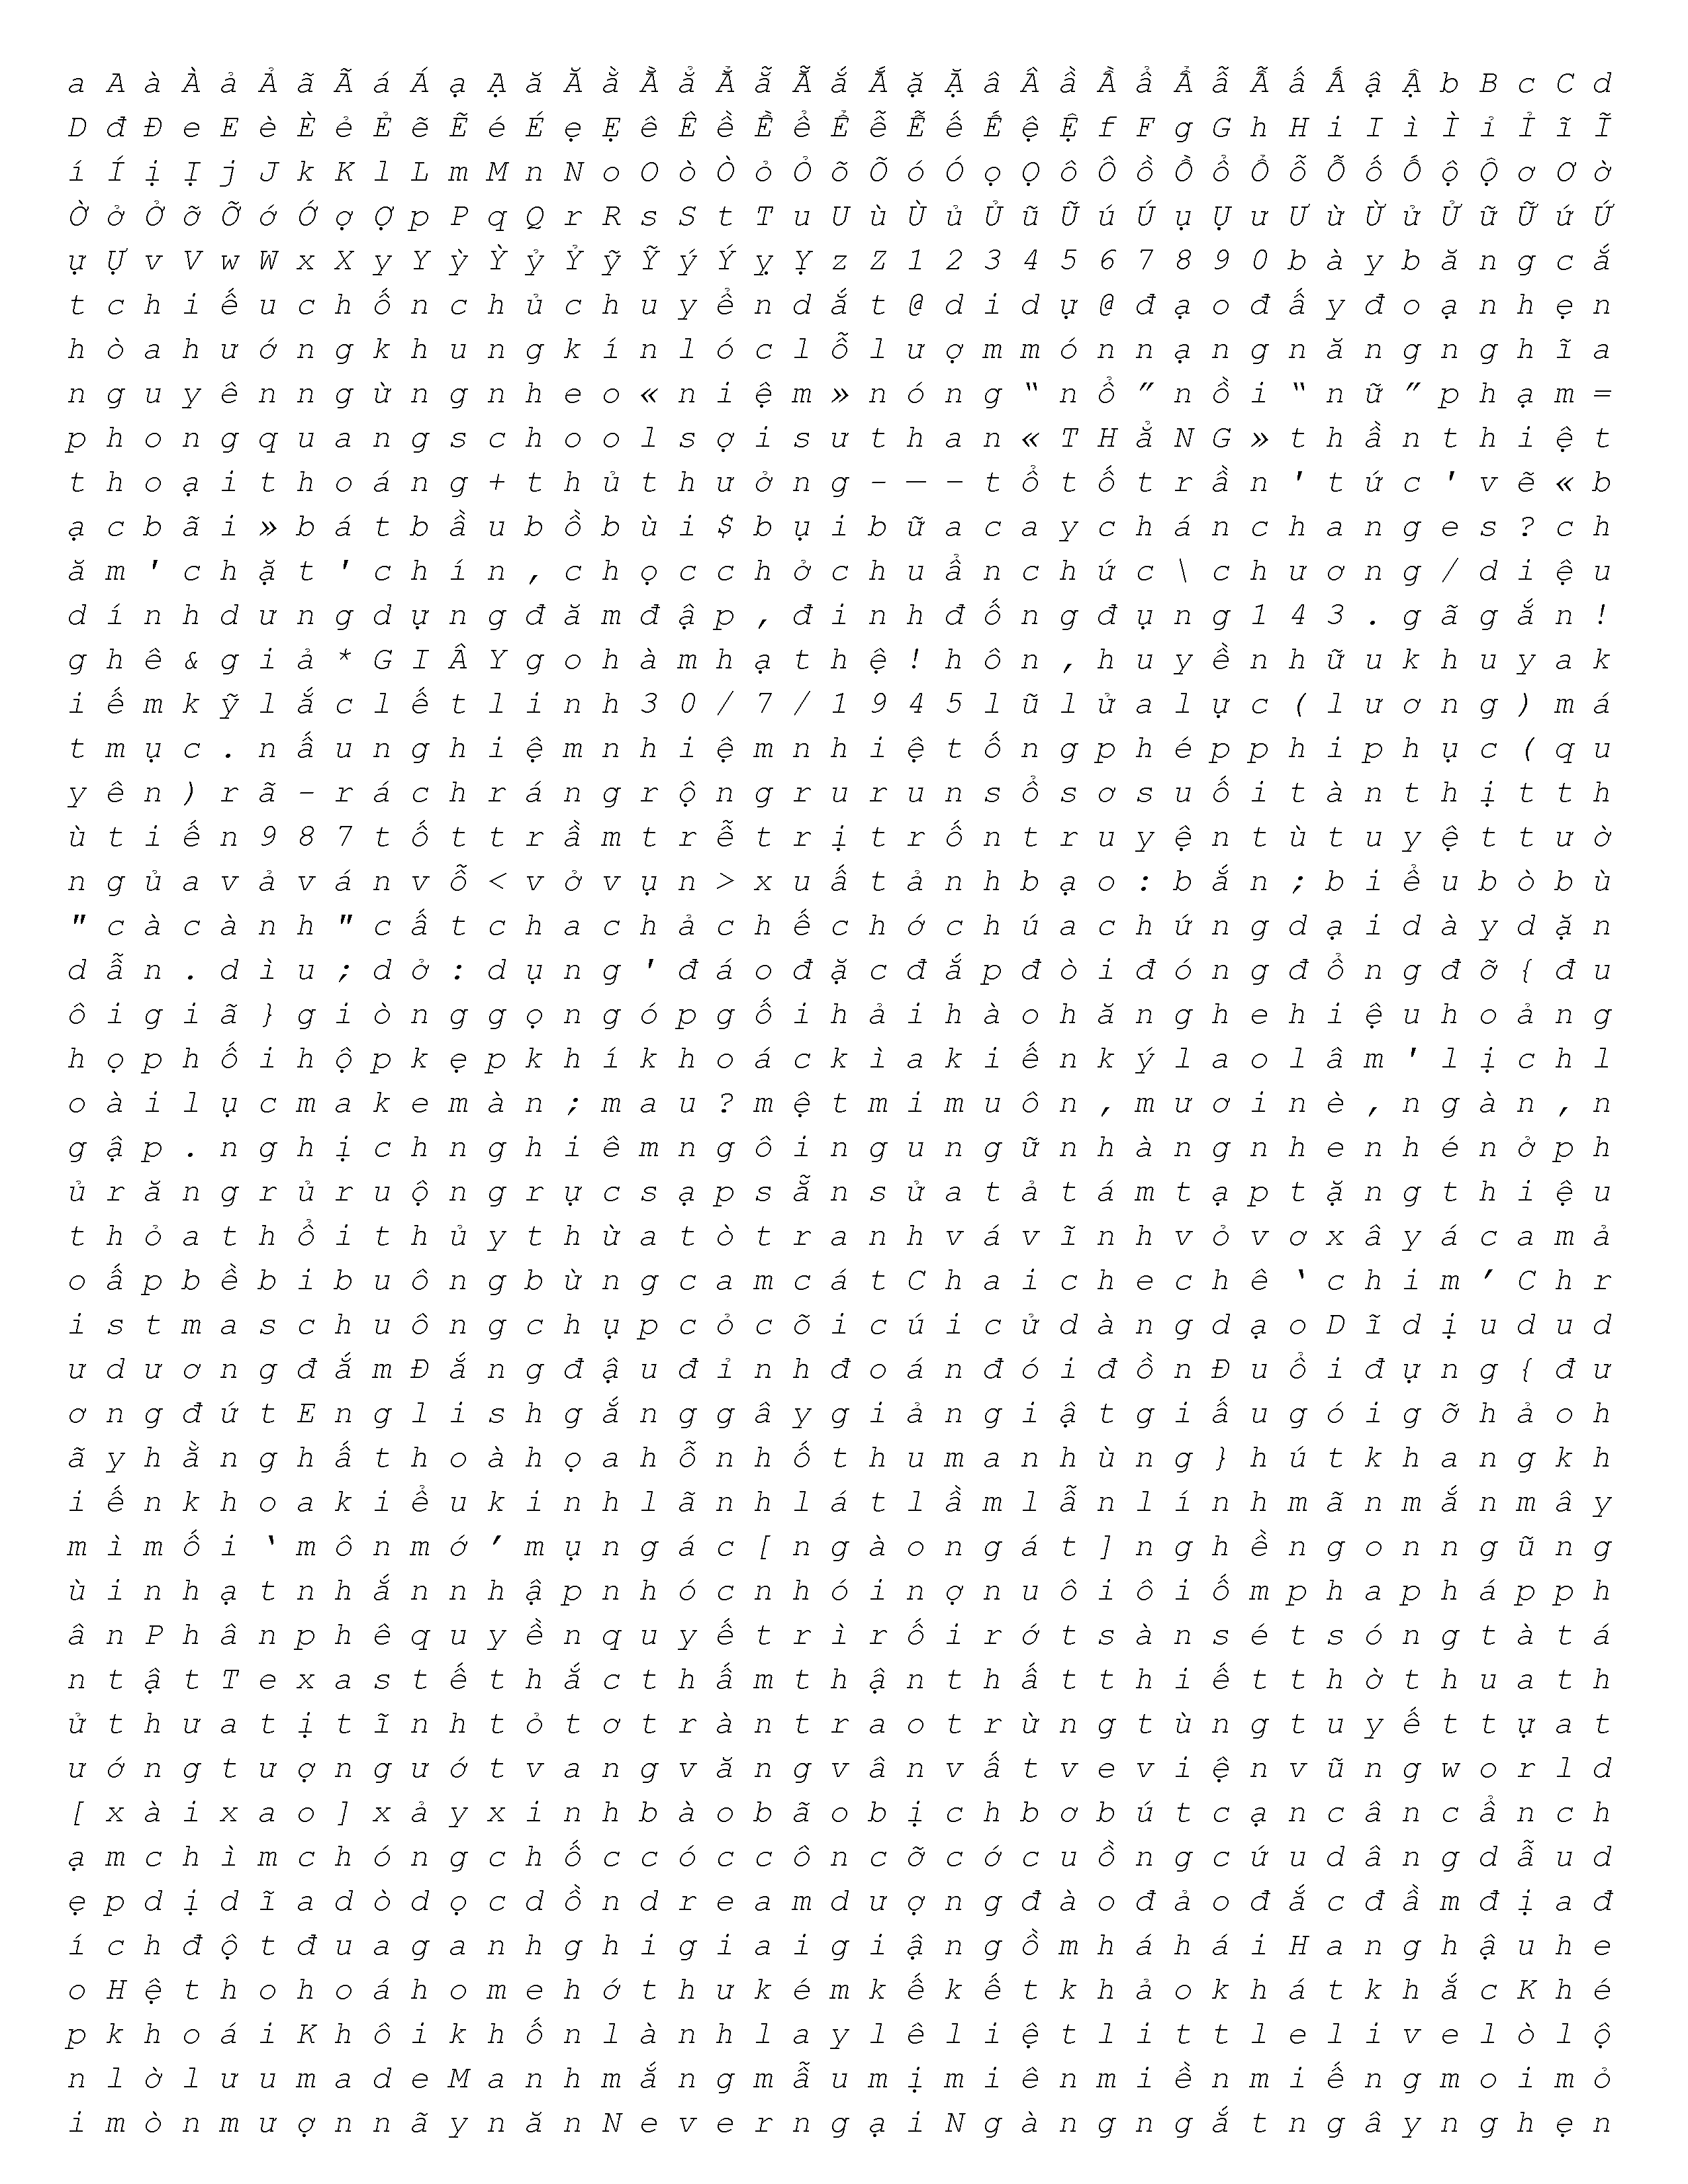 a A à À ả Ả ã Ã á Á ạ Ạ ă Ă ằ Ằ ẳ Ẳ ẵ Ẵ ắ Ắ ặ Ặ â Â ầ Ầ ẩ Ẩ ẫ Ẫ ấ Ấ ậ Ậ b B c C d
D đ Đ e E è È ẻ Ẻ ẽ Ẽ é É ẹ Ẹ ê Ê ề Ề ể Ể ễ Ễ ế Ế ệ Ệ f F g G h H i I ì Ì ỉ Ỉ ĩ Ĩ
í Í ị Ị j J k K l L m M n N o O ò Ò ỏ Ỏ õ Õ ó Ó ọ Ọ ô Ô ồ Ồ ổ Ổ ỗ Ỗ ố Ố ộ Ộ ơ Ơ ờ
Ờ ở Ở ỡ Ỡ ớ Ớ ợ Ợ p P q Q r R s S t T u U ù Ù ủ Ủ ũ Ũ ú Ú ụ Ụ ư Ư ừ Ừ ử Ử ữ Ữ ứ Ứ
ự Ự v V w W x X y Y ỳ Ỳ ỷ Ỷ ỹ Ỹ ý Ý ỵ Ỵ z Z 1 2 3 4 5 6 7 8 9 0 b à y b ă n g c ắ
t c h i ế u c h ố n c h ủ c h u y ể n d ắ t @ d i d ự @ đ ạ o đ ấ y đ o ạ n h ẹ n
h ò a h ư ớ n g k h u n g k í n l ó c l ỗ l ư ợ m m ó n n ạ n g n ă n g n g h ĩ a
n g u y ê n n g ừ n g n h e o « n i ệ m » n ó n g “ n ổ ” n ồ i “ n ữ ” p h ạ m =
p h o n g q u a n g s c h o o l s ợ i s ư t h a n « T H ẳ N G » t h ầ n t h i ệ t
t h o ạ i t h o á n g + t h ủ t h ư ở n g - — – t ổ t ố t r ầ n ' t ứ c ' v ẽ « b
ạ c b ã i » b á t b ầ u b ồ b ù i $ b ụ i b ữ a c a y c h á n c h a n g e s ? c h
ă m ' c h ặ t ' c h í n , c h ọ c c h ở c h u ẩ n c h ứ c \ c h ư ơ n g / d i ệ u
d í n h d ư n g d ự n g đ ă m đ ậ p , đ i n h đ ố n g đ ụ n g 1 4 3 . g ã g ắ n !
g h ê & g i ả * G I Â Y g o h à m h ạ t h ệ ! h ô n , h u y ề n h ữ u k h u y a k
i ế m k ỹ l ắ c l ế t l i n h 3 0 / 7 / 1 9 4 5 l ũ l ử a l ự c ( l ư ơ n g ) m á
t m ụ c . n ấ u n g h i ệ m n h i ệ m n h i ệ t ố n g p h é p p h i p h ụ c ( q u
y ê n ) r ã – r á c h r á n g r ộ n g r u r u n s ổ s ơ s u ố i t à n t h ị t t h
ù t i ế n 9 8 7 t ố t t r ầ m t r ễ t r ị t r ố n t r u y ệ n t ù t u y ệ t t ư ờ
n g ủ a v ả v á n v ỗ < v ở v ụ n > x u ấ t ả n h b ạ o : b ắ n ; b i ể u b ò b ù
" c à c à n h " c ấ t c h a c h ả c h ế c h ớ c h ú a c h ứ n g d ạ i d à y d ặ n
d ẫ n . d ì u ; d ở : d ụ n g ' đ á o đ ặ c đ ắ p đ ò i đ ó n g đ ổ n g đ ỡ { đ u
ô i g i ã } g i ò n g g ọ n g ó p g ố i h ả i h à o h ă n g h e h i ệ u h o ả n g
h ọ p h ố i h ộ p k ẹ p k h í k h o á c k ì a k i ế n k ý l a o l â m ' l ị c h l
o à i l ụ c m a k e m à n ; m a u ? m ệ t m i m u ô n , m ư ơ i n è , n g à n , n
g ậ p . n g h ị c h n g h i ê m n g ô i n g u n g ữ n h à n g n h e n h é n ở p h
ủ r ă n g r ủ r u ộ n g r ự c s ạ p s ẵ n s ử a t ả t á m t ạ p t ặ n g t h i ệ u
t h ỏ a t h ổ i t h ủ y t h ừ a t ò t r a n h v á v ĩ n h v ỏ v ơ x â y á c a m ả
o ấ p b ề b i b u ô n g b ừ n g c a m c á t C h a i c h e c h ê ‘ c h i m ’ C h r
i s t m a s c h u ô n g c h ụ p c ỏ c õ i c ú i c ử d à n g d ạ o D ĩ d ị u d u d
ư d ư ơ n g đ ắ m Đ ắ n g đ ậ u đ ỉ n h đ o á n đ ó i đ ồ n Đ u ổ i đ ự n g { đ ư
ơ n g đ ứ t E n g l i s h g ắ n g g â y g i ả n g i ậ t g i ấ u g ó i g ỡ h ả o h
ã y h ằ n g h ấ t h o à h ọ a h ỗ n h ố t h u m a n h ù n g } h ú t k h a n g k h
i ế n k h o a k i ể u k i n h l ã n h l á t l ầ m l ẫ n l í n h m ã n m ắ n m â y
m ì m ố i ‘ m ô n m ớ ’ m ụ n g á c [ n g à o n g á t ] n g h ề n g o n n g ũ n g
ù i n h ạ t n h ắ n n h ậ p n h ó c n h ó i n ợ n u ô i ô i ố m p h a p h á p p h
â n P h â n p h ê q u y ề n q u y ế t r ì r ố i r ớ t s à n s é t s ó n g t à t á
n t ậ t T e x a s t ế t h ắ c t h ấ m t h ậ n t h ấ t t h i ế t t h ờ t h u a t h
ử t h ư a t ị t ĩ n h t ỏ t ơ t r à n t r a o t r ừ n g t ù n g t u y ế t t ự a t
ư ớ n g t ư ợ n g ư ớ t v a n g v ă n g v â n v ấ t v e v i ệ n v ũ n g w o r l d
[ x à i x a o ] x ả y x i n h b à o b ã o b ị c h b ơ b ú t c ạ n c â n c ẩ n c h
ạ m c h ì m c h ó n g c h ố c c ó c c ô n c ỡ c ớ c u ồ n g c ứ u d â n g d ẫ u d
ẹ p d ị d ĩ a d ò d ọ c d ồ n d r e a m d ư ợ n g đ à o đ ả o đ ắ c đ ầ m đ ị a đ
í c h đ ộ t đ u a g a n h g h i g i a i g i ậ n g ồ m h á h á i H a n g h ậ u h e
o H ệ t h o h o á h o m e h ớ t h ư k é m k ế k ế t k h ả o k h á t k h ắ c K h é
p k h o á i K h ô i k h ố n l à n h l a y l ê l i ệ t l i t t l e l i v e l ò l ộ
n l ờ l ư u m a d e M a n h m ắ n g m ẫ u m ị m i ê n m i ề n m i ế n g m o i m ỏ
i m ò n m ư ợ n n ã y n ă n N e v e r n g ạ i N g à n g n g ắ t n g â y n g h ẹ n